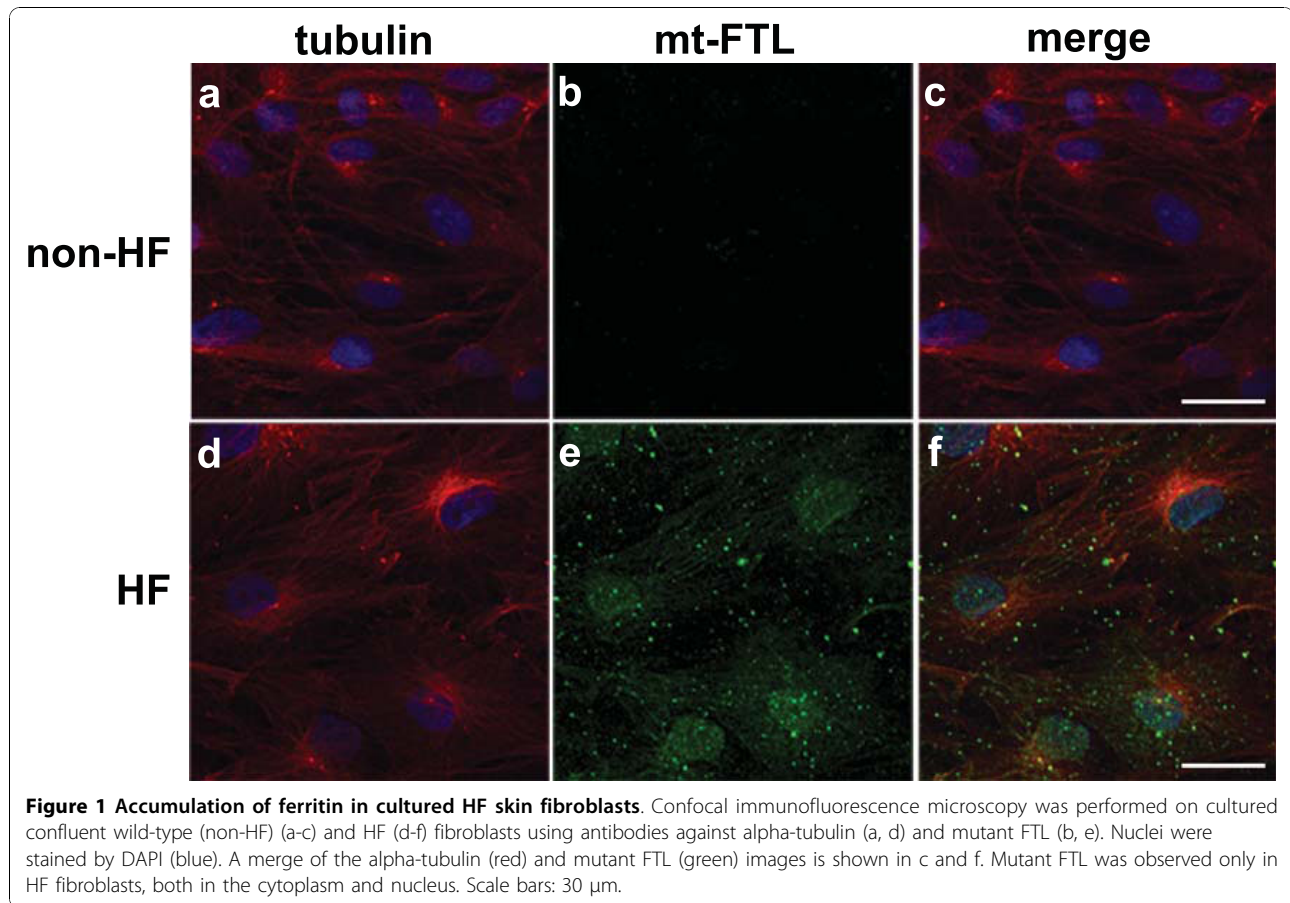 tubulin mt-FTL merge
a b c
non-HF
d e f
HF
Figure 1 Accumulation of ferritin in cultured HF skin fibroblasts. Confocal immunofluorescence microscopy was performed on cultured
confluent wild-type (non-HF) (a-c) and HF (d-f) fibroblasts using antibodies against alpha-tubulin (a, d) and mutant FTL (b, e). Nuclei were
stained by DAPI (blue). A merge of the alpha-tubulin (red) and mutant FTL (green) images is shown in c and f. Mutant FTL was observed only in
HF fibroblasts, both in the cytoplasm and nucleus. Scale bars: 30 μm.